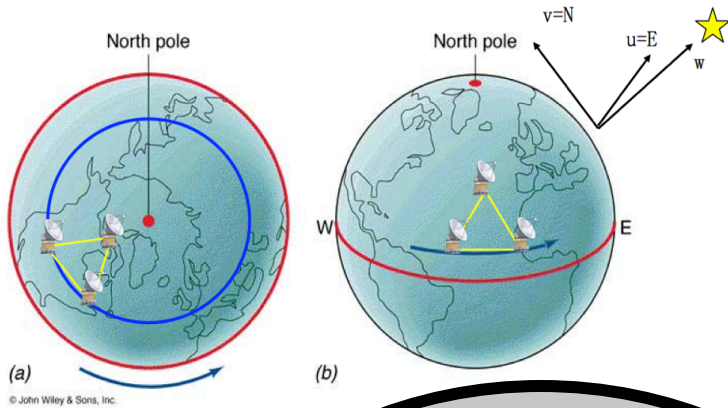 v=N
u=E
w
North pole
North pole
W
E
(a)
(b)
© John Wiley & Sons, Inc.